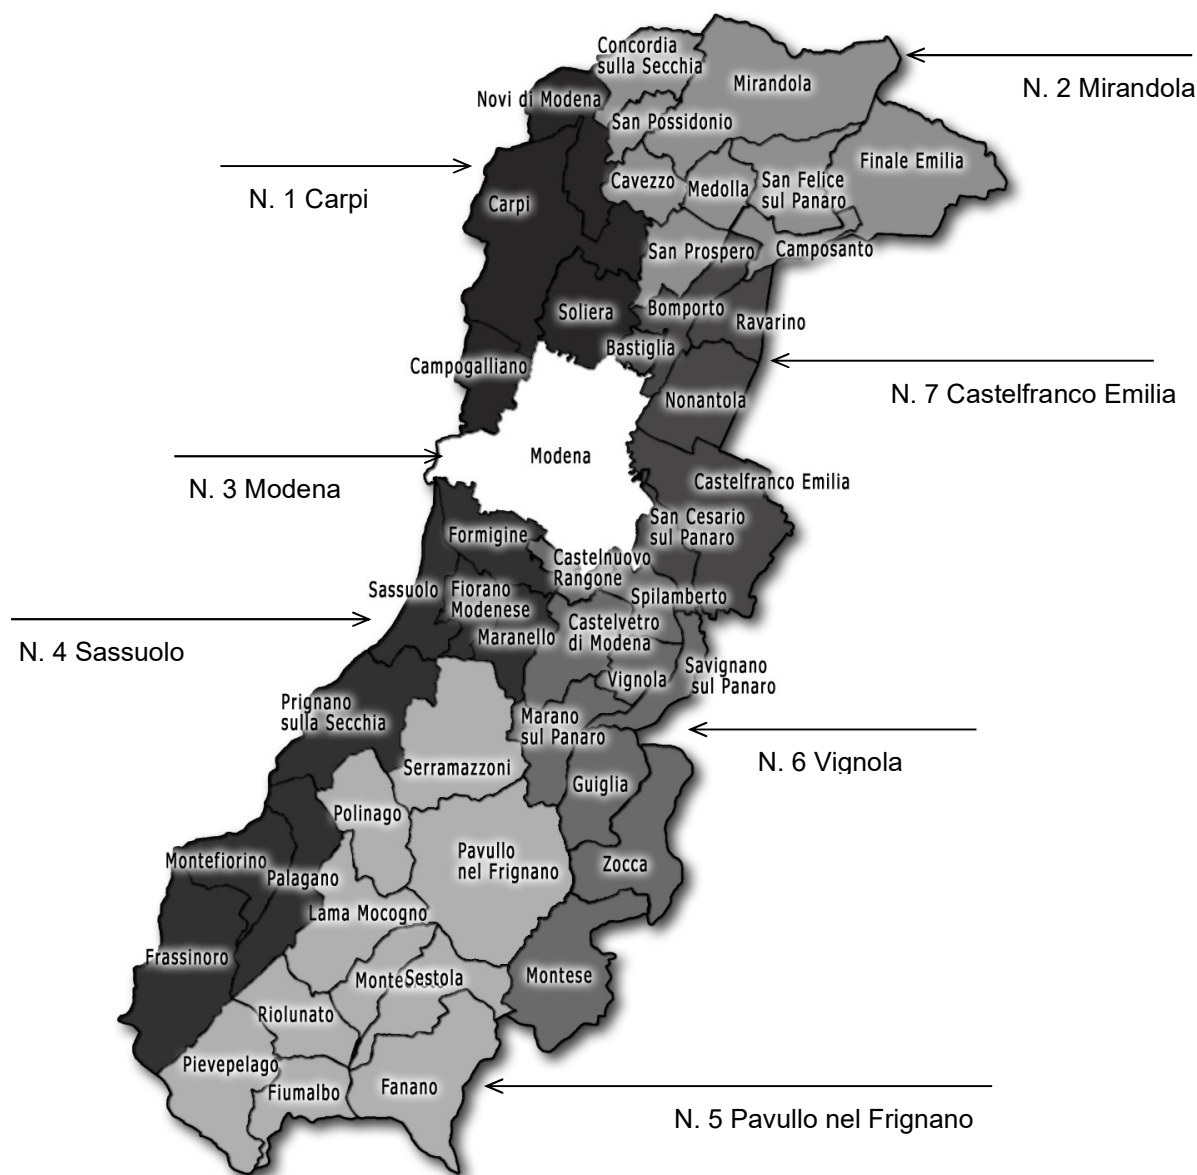 Concordia
sulla Secchia
Mirandola
N. 2 Mirandola
Novi di Modena
San Possidonio
Finale Emilia
N. 1 Carpi
Carpi
Cavezzo
Medolla
San Felice
sul Panaro
San Prospero
Camposanto
Soliera
Bomporto
Ravarino
Bastiglia
Campogalliano
Nonantola
N. 7 Castelfranco Emilia
Modena
N. 3 Modena
Castelfranco Emilia
San Cesario
sul Panaro
Formigine
Castelnuovo
Rangone
Sassuolo
Fiorano
Modenese
Spilamberto
Castelvetro
di Modena
Maranello
N. 4 Sassuolo
Vignola
Savignano
sul Panaro
Prignano
sulla Secchia
Marano
sul Panaro
Serramazzoni
N. 6 Vignola
Guiglia
Polinago
Pavullo
nel Frignano
Zocca
Montefiorino
Palagano
Lama Mocogno
Frassinoro
Sestola
Montese
Riolunato
Pievepelago
Fiumalbo
Fanano
N. 5 Pavullo nel Frignano